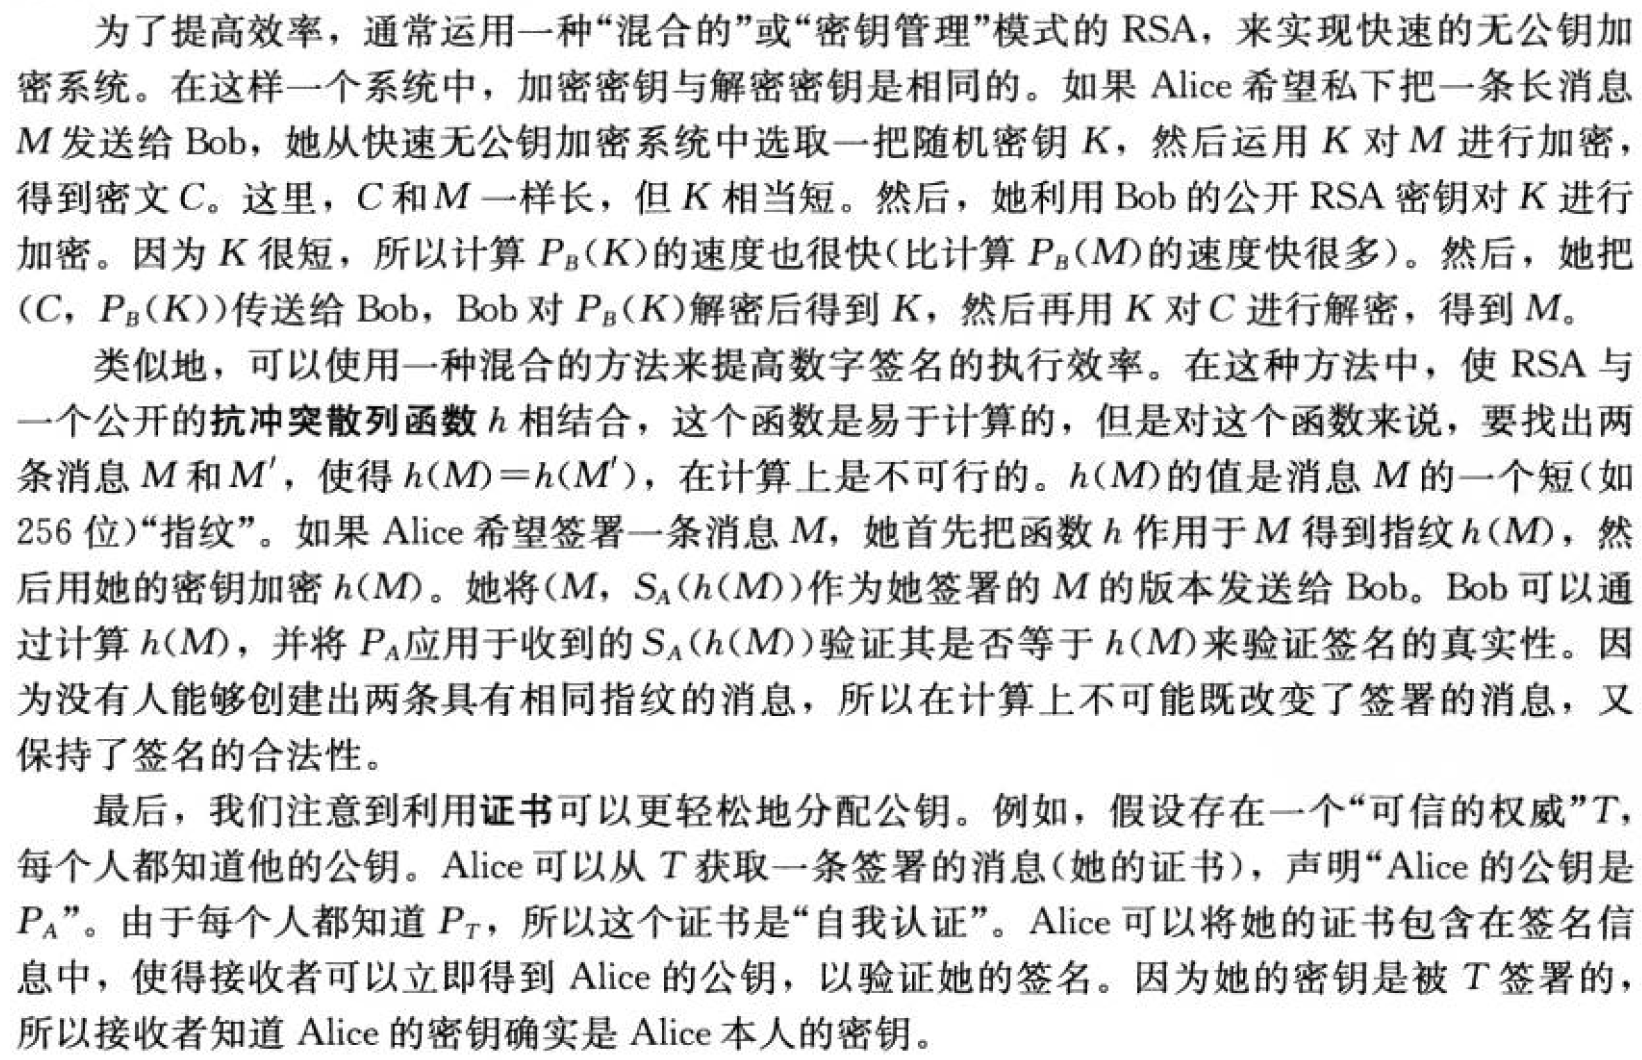 为了提高效率，通常运用一种“混合的”或“密钥管理”模式的 RSA，来实现快速的无公钥加
密系统。在这样一个系统中，加密密钥与解密密钥是相同的。如果 Alice 希望私下把一条长消息
M 发送给 Bob，她从快速无公钥加密系统中选取一把随机密钥 K，然后运用 K 对 M 进行加密，
得到密文 C。这里，C 和 M 一样长，但 K 相当短。然后，她利用 Bob 的公开 RSA 密钥对 K 进行
加密。因为 K 很短，所以计算 P_B(K)的速度也很快(比计算 P_B(M)的速度快很多)。然后，她把
(C，P_B(K))传送给 Bob，Bob 对 P_B(K)解密后得到 K，然后再用 K 对 C 进行解密，得到 M。
类似地，可以使用一种混合的方法来提高数字签名的执行效率。在这种方法中，使 RSA 与
一个公开的抗冲突散列函数 h 相结合，这个函数是易于计算的，但是对这个函数来说，要找出两
条消息 M 和 M′，使得 h(M)=h(M′)，在计算上是不可行的。h(M)的值是消息 M 的一个短(如
256 位)“指纹”。如果 Alice 希望签署一条消息 M，她首先把函数 h 作用于 M 得到指纹 h(M)，然
后用她的密钥加密 h(M)。她将(M，S_A(h(M))作为她签署的 M 的版本发送给 Bob。Bob 可以通
过计算 h(M)，并将 P_A应用于收到的 S_A(h(M))验证其是否等于 h(M)来验证签名的真实性。因
为没有人能够创建出两条具有相同指纹的消息，所以在计算上不可能既改变了签署的消息，又
保持了签名的合法性。
最后，我们注意到利用证书可以更轻松地分配公钥。例如，假设存在一个“可信的权威”T，
每个人都知道他的公钥。Alice 可以从 T 获取一条签署的消息(她的证书)，声明“Alice 的公钥是
P_A”。由于每个人都知道 P_T，所以这个证书是“自我认证”。Alice 可以将她的证书包含在签名信
息中，使得接收者可以立即得到 Alice 的公钥，以验证她的签名。因为她的密钥是被 T 签署的，
所以接收者知道 Alice 的密钥确实是 Alice 本人的密钥。